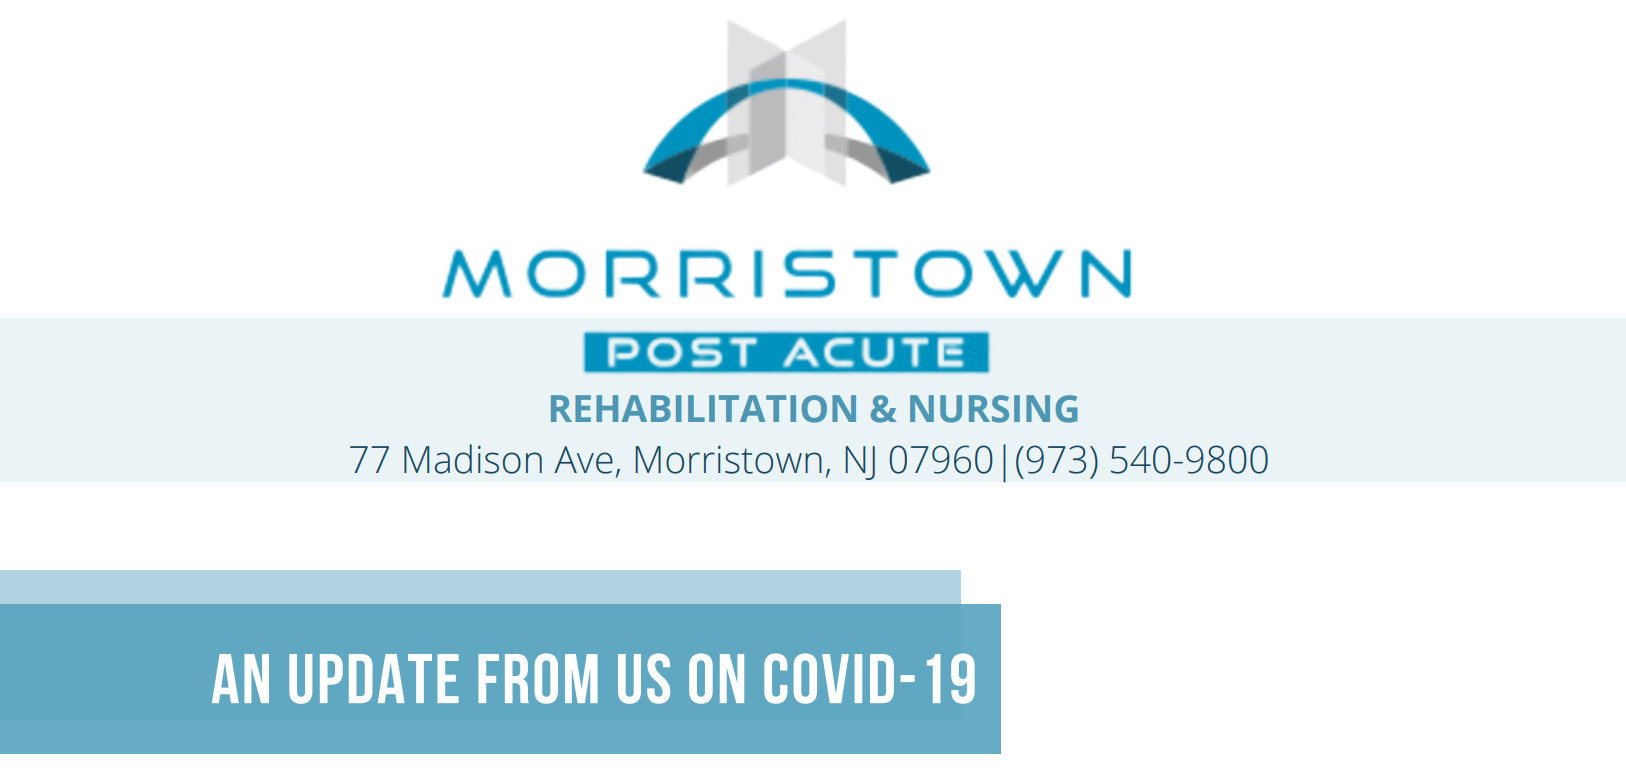 MORRISTOWN
POST ACUTE
REHABILITATION & NURSING
77 Madison Ave, Morristown, NJ 07960|(973) 540-9800
AN UPDATE FROM US ON COVID-19